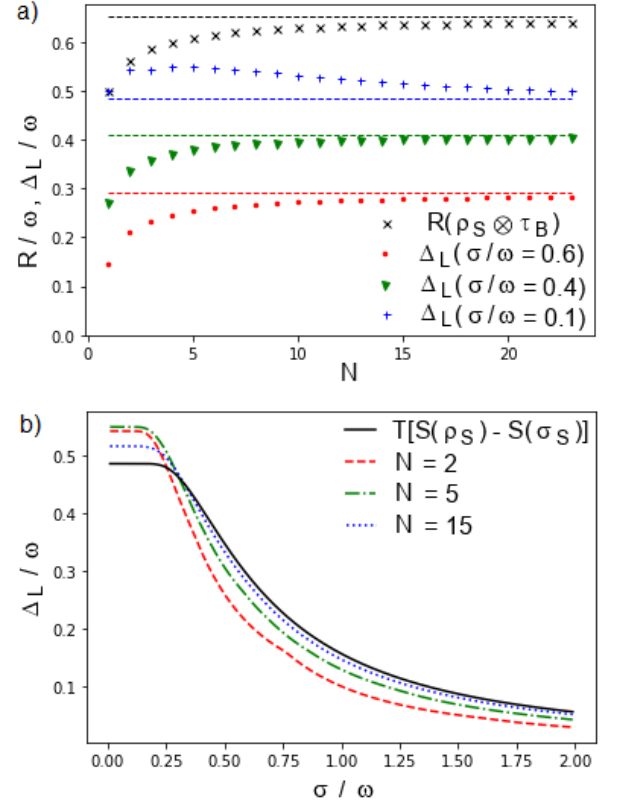 a)
0.6
0.5
0.4
0.3
0.2
0.1
0.0
R / ω, Δ_L / ω
R(ρ_S ⊗ τ_B)
Δ_L(σ/ω = 0.6)
Δ_L(σ/ω = 0.4)
Δ_L(σ/ω = 0.1)
0 5 10 15 20
N
b)
0.5
0.4
0.3
0.2
0.1
Δ_L / ω
T[S(ρ_S) - S(σ_S)]
N = 2
N = 5
N = 15
0.00 0.25 0.50 0.75 1.00 1.25 1.50 1.75 2.00
σ / ω